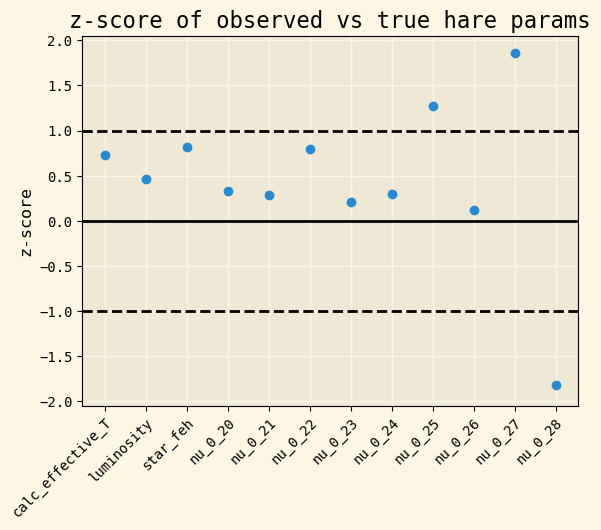 z-score of observed vs true hare params
z-score
2.0
1.5
1.0
0.5
0.0
−0.5
−1.0
−1.5
−2.0
calc_effective_T
luminosity
star_feh
nu_0_20
nu_0_21
nu_0_22
nu_0_23
nu_0_24
nu_0_25
nu_0_26
nu_0_27
nu_0_28